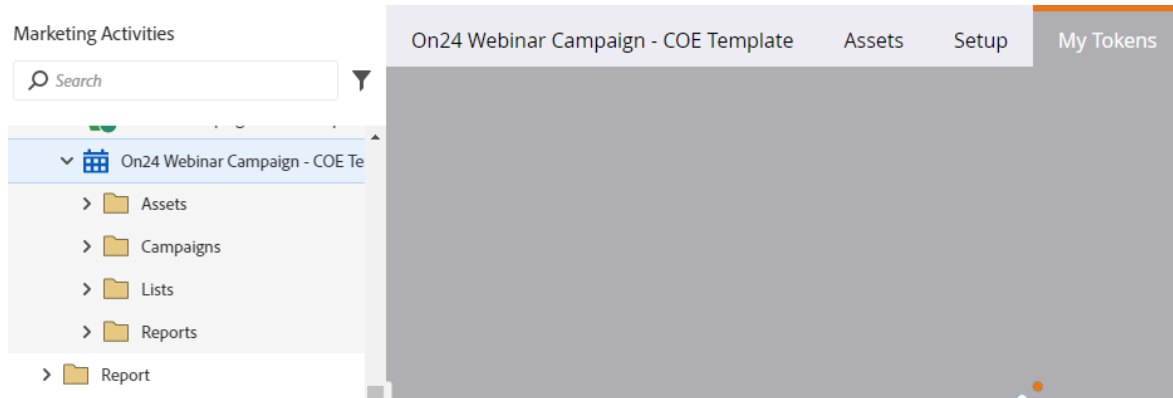 Marketing Activities
Search
On24 Webinar Campaign - COE Te
Assets
Campaigns
Lists
Reports
Report
On24 Webinar Campaign - COE Template Assets Setup My Tokens